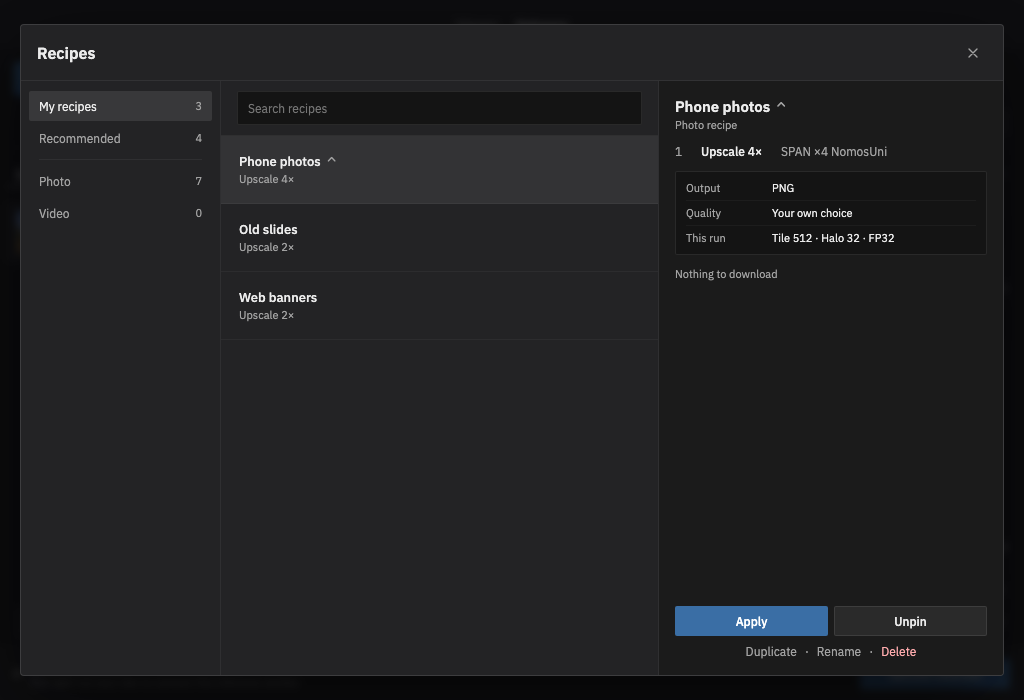 Recipes
My recipes 3
Recommended 4
Photo 7
Video 0
Search recipes
Phone photos
Upscale 4×
Old slides
Upscale 2×
Web banners
Upscale 2×
Phone photos
Photo recipe
1 Upscale 4× SPAN ×4 NomosUni
Output PNG
Quality Your own choice
This run Tile 512 · Halo 32 · FP32
Nothing to download
Apply Unpin
Duplicate · Rename · Delete